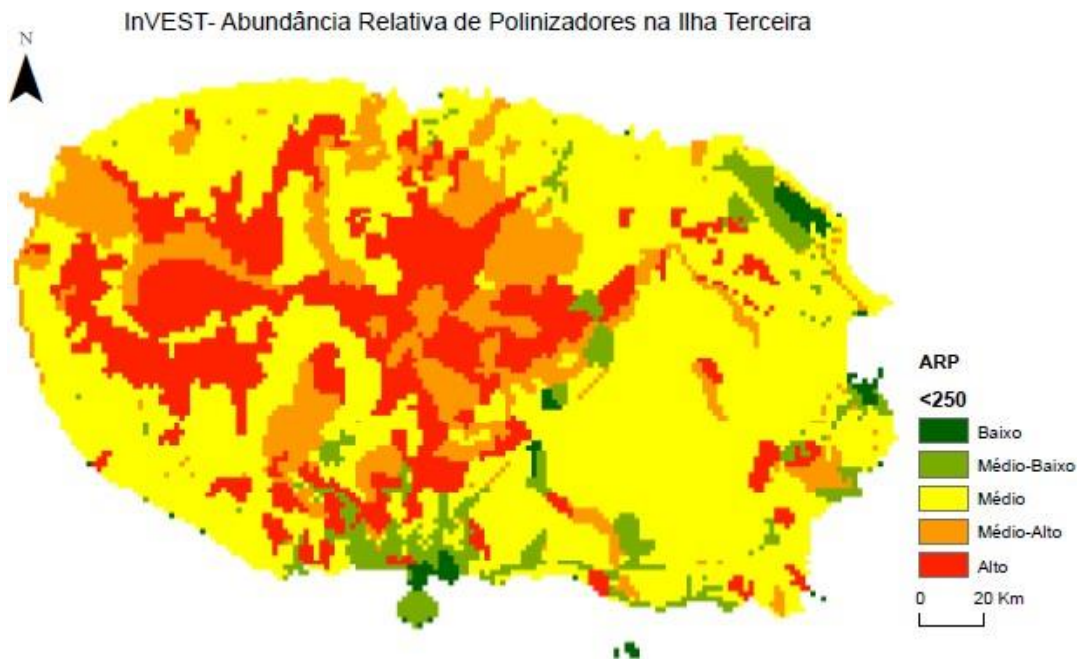 InVEST- Abundância Relativa de Polinizadores na Ilha Terceira
N
ARP
<250
Baixo
Médio-Baixo
Médio
Médio-Alto
Alto
0 20 Km